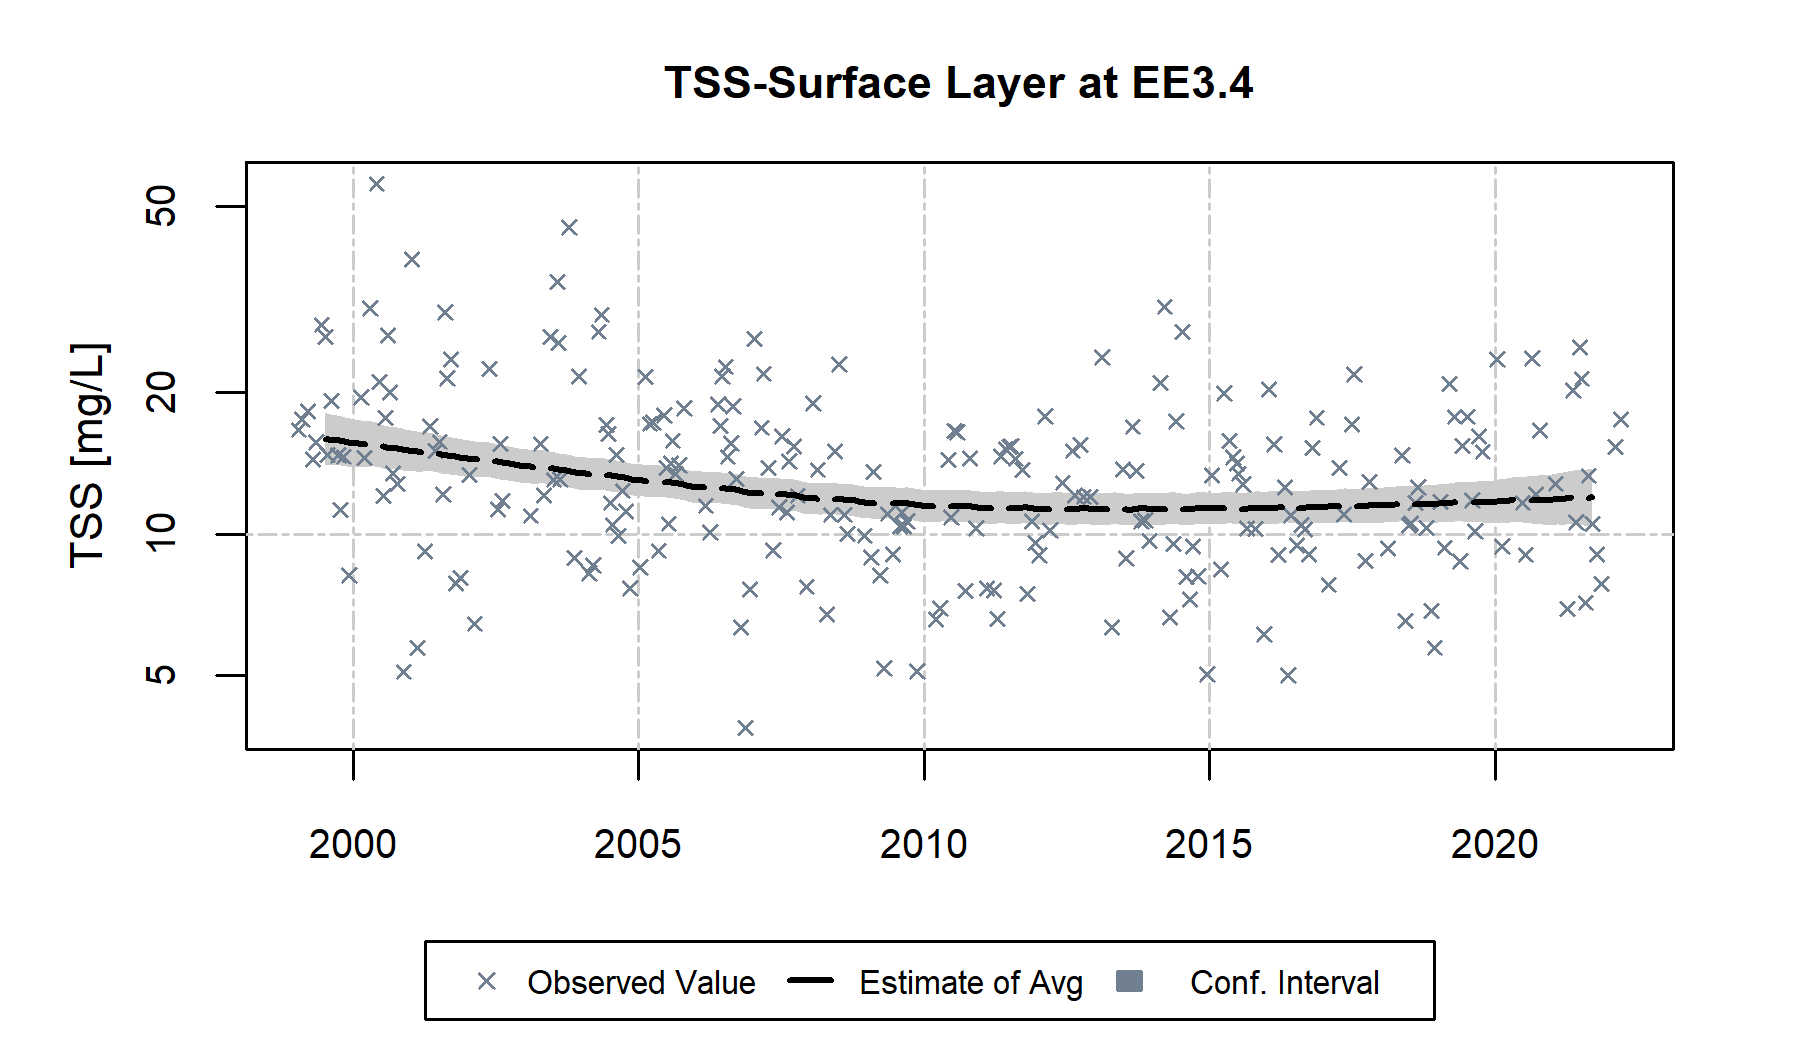 TSS-Surface Layer at EE3.4
TSS [mg/L]
50
20
10
5
2000 2005 2010 2015 2020
Observed Value Estimate of Avg Conf. Interval